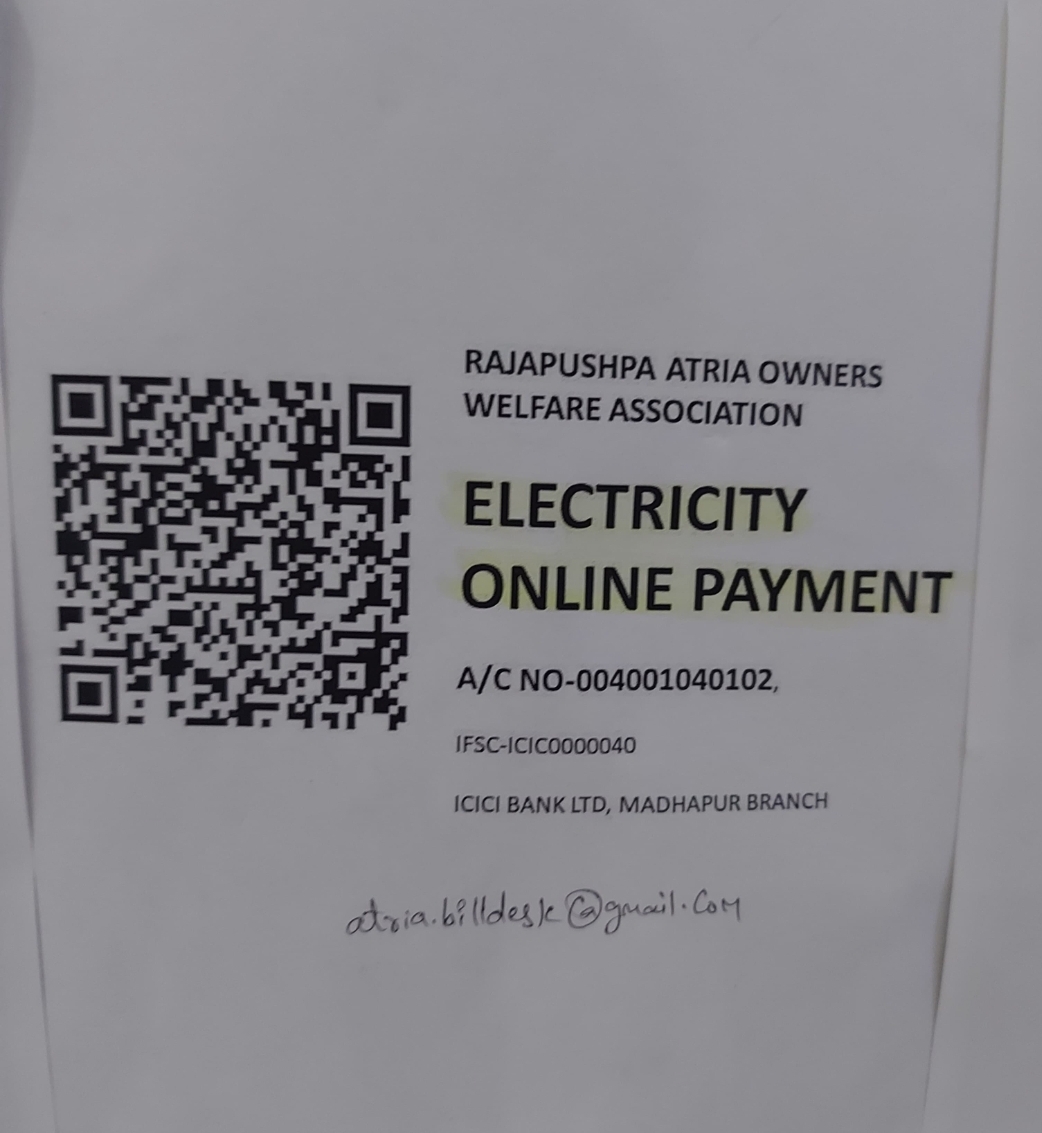 RAJAPUSHPA ATRIA OWNERS
WELFARE ASSOCIATION
ELECTRICITY
ONLINE PAYMENT
A/C NO-004001040102,
IFSC-ICIC0000040
ICICI BANK LTD, MADHAPUR BRANCH
atria.billdesk@gmail.com